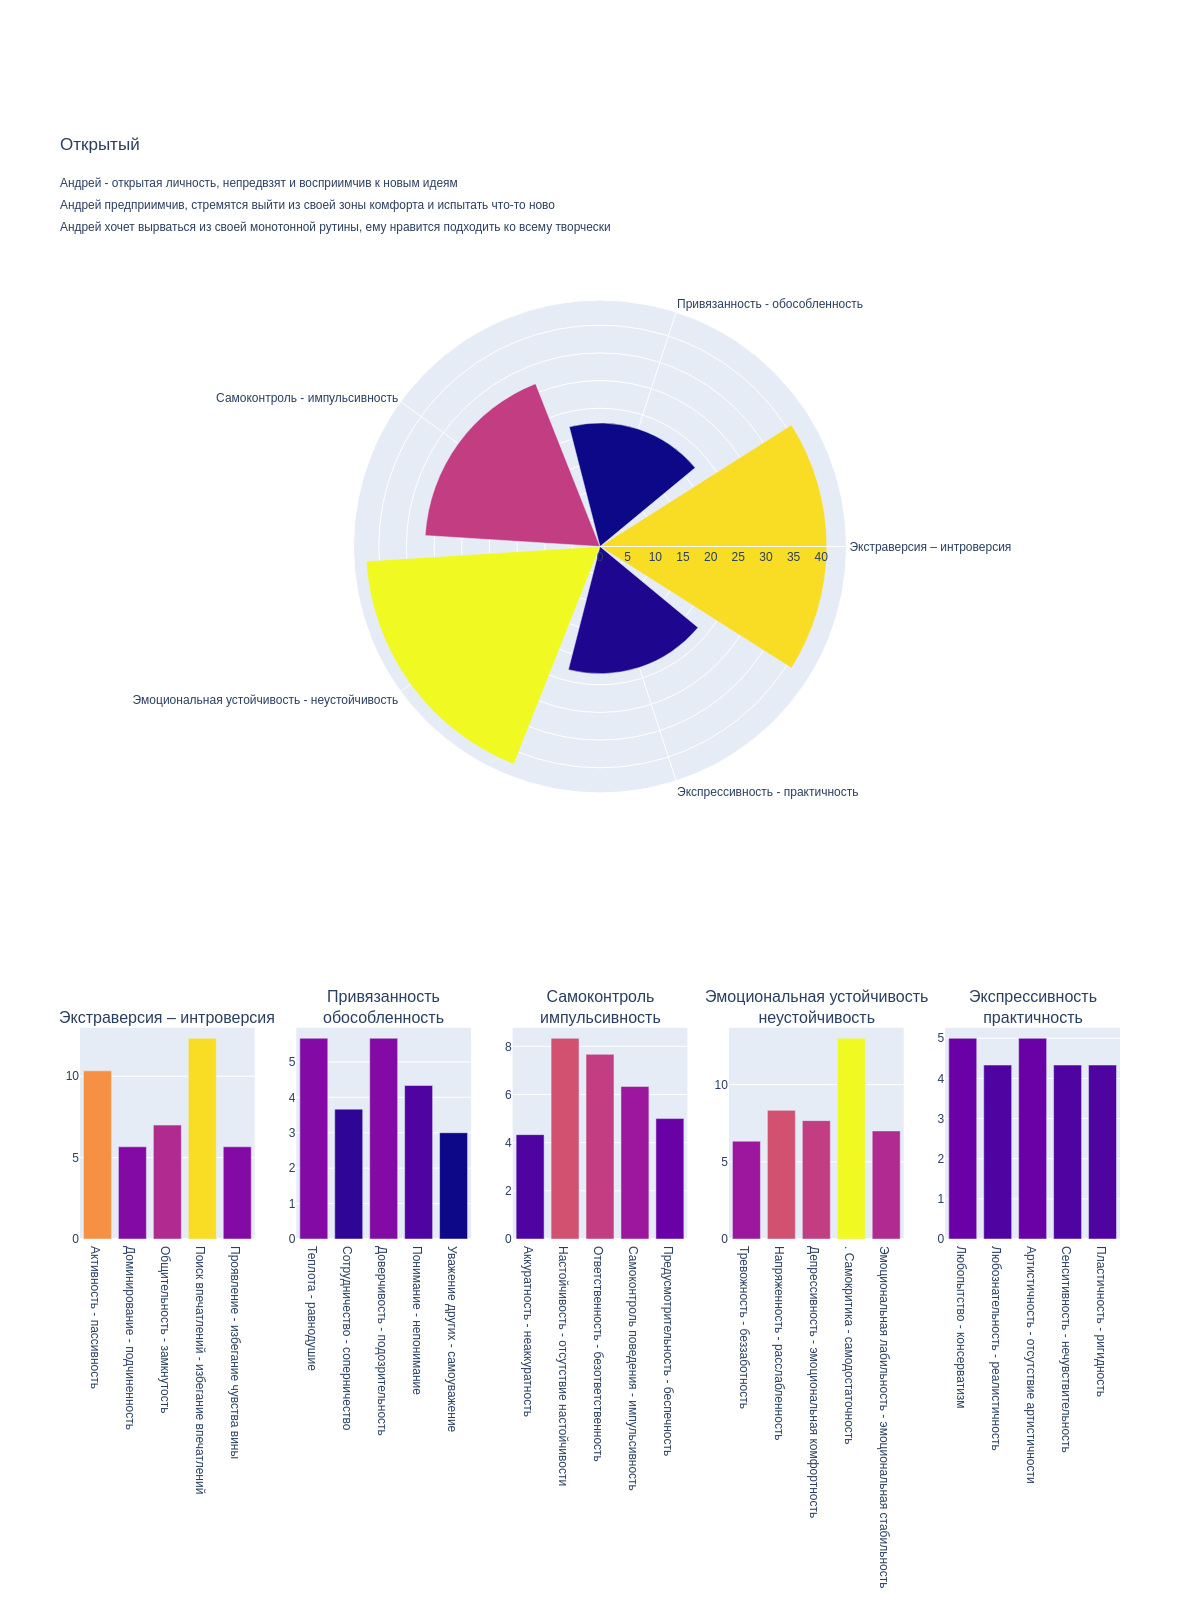 Открытый
Андрей - открытая личность, непредвзят и восприимчив к новым идеям
Андрей предприимчив, стремятся выйти из своей зоны комфорта и испытать что-то ново
Андрей хочет вырваться из своей монотонной рутины, ему нравится подходить ко всему творчески
Привязанность - обособленность
Самоконтроль - импульсивность
Экстраверсия – интроверсия
0 5 10 15 20 25 30 35 40
Эмоциональная устойчивость - неустойчивость
Экспрессивность - практичность
Экстраверсия – интроверсия
10
5
0
Активность - пассивность
Доминирование - подчиненность
Общительность - замкнутость
Поиск впечатлений - избегание впечатлений
Проявление - избегание чувства вины
Привязанность
обособленность
5
4
3
2
1
0
Теплота - равнодушие
Сотрудничество - соперничество
Доверчивость - подозрительность
Понимание - непонимание
Уважение других - самоуважение
Самоконтроль
импульсивность
8
6
4
2
0
Аккуратность - неаккуратность
Настойчивость - отсутствие настойчивости
Ответственность - безответственность
Самоконтроль поведения - импульсивность
Предусмотрительность - беспечность
Эмоциональная устойчивость
неустойчивость
10
5
0
Тревожность - беззаботность
Напряженность - расслабленность
Депрессивность - эмоциональная комфортность
. Самокритика - самодостаточность
Эмоциональная лабильность - эмоциональная стабильность
Экспрессивность
практичность
5
4
3
2
1
0
Любопытство - консерватизм
Любознательность - реалистичность
Артистичность - отсутствие артистичности
Сенситивность - нечувствительность
Пластичность - ригидность